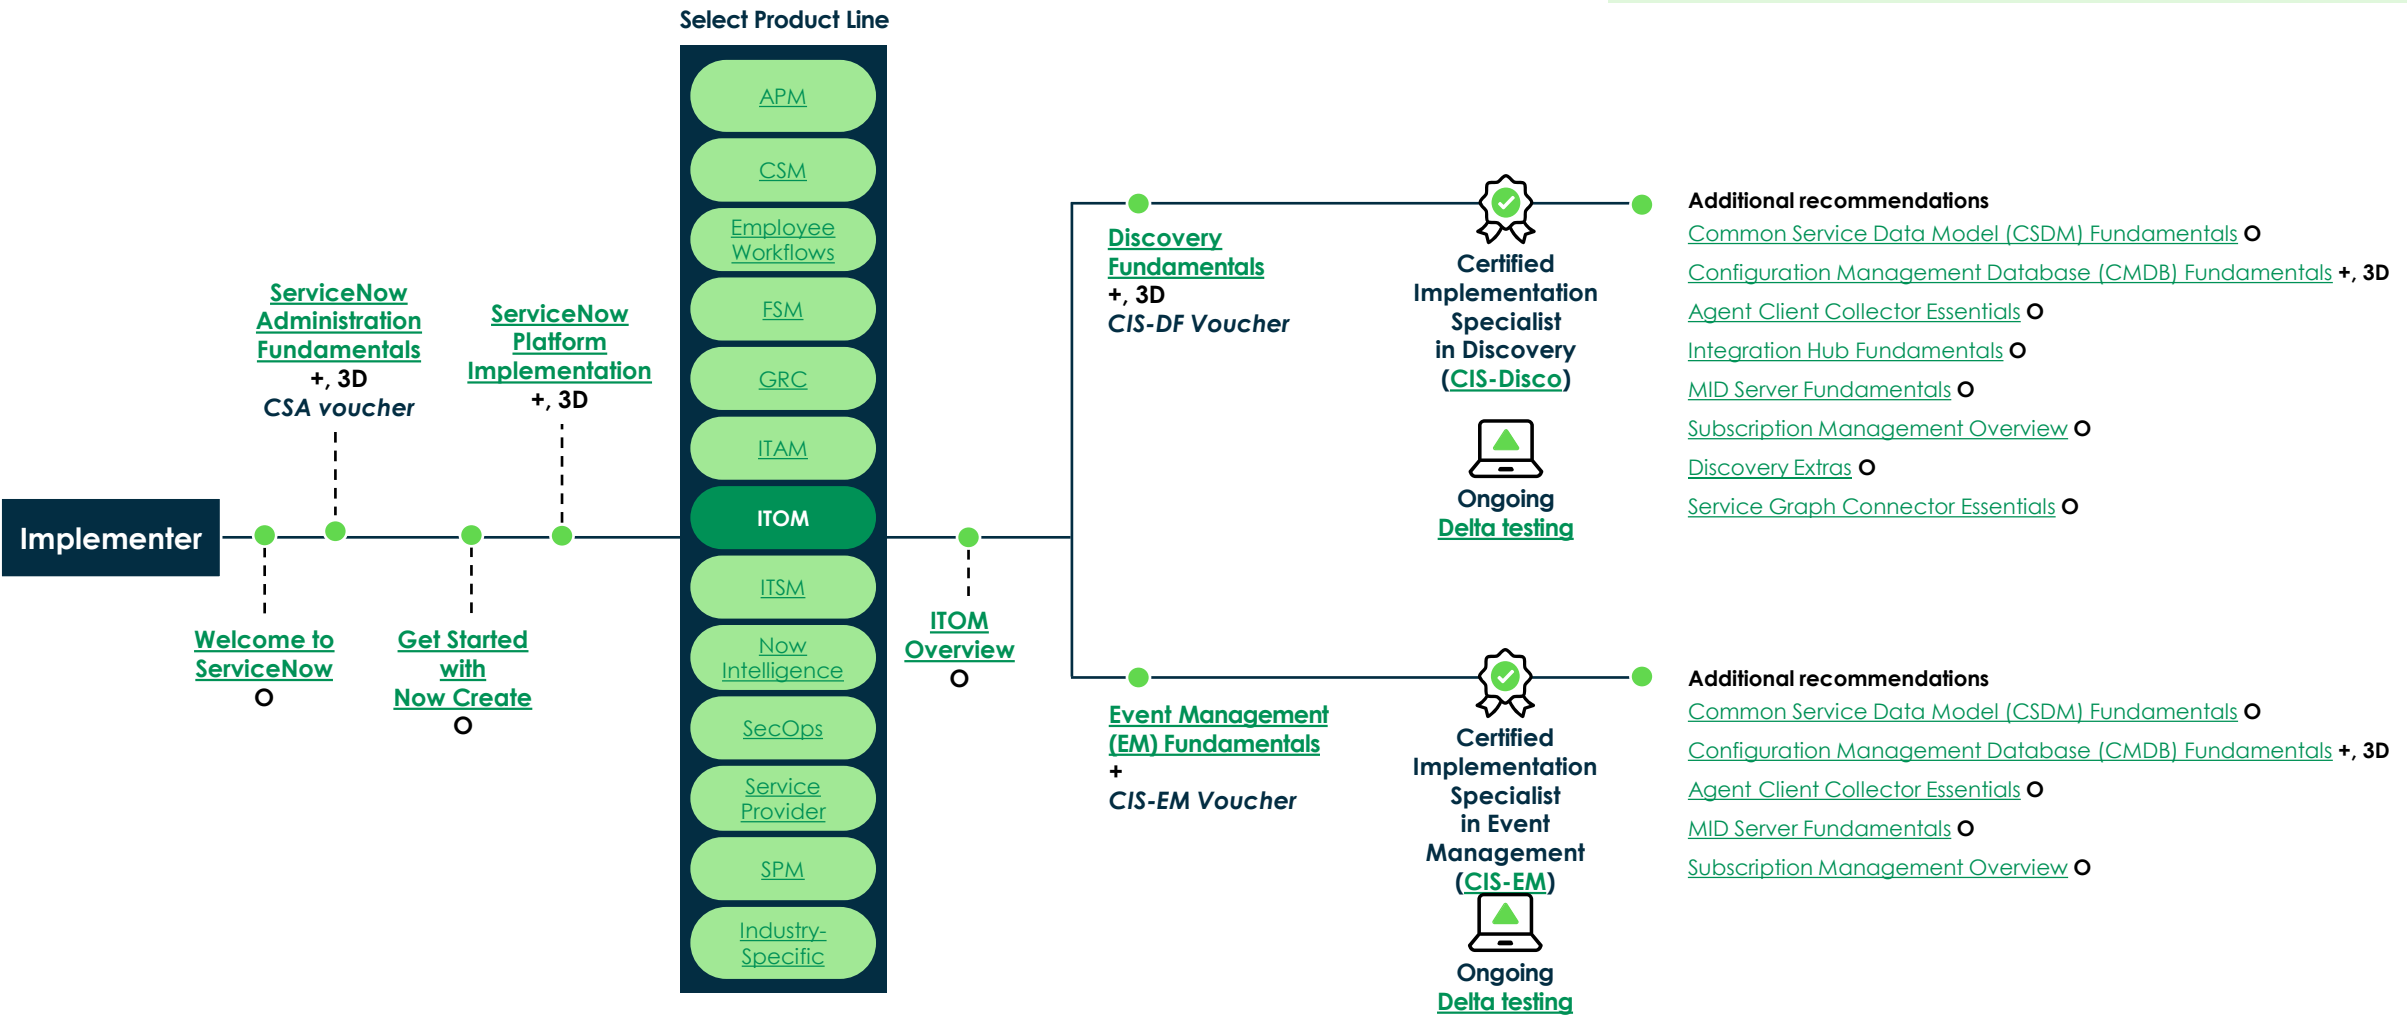 Select Product Line
APM
CSM
Employee
Workflows
FSM
GRC
ITAM
ITOM
ITSM
Now
Intelligence
SecOps
Service
Provider
SPM
Industry-
Specific
Implementer
Welcome to
ServiceNow
O
ServiceNow
Administration
Fundamentals
+, 3D
CSA voucher
Get Started
with
Now Create
O
ServiceNow
Platform
Implementation
+, 3D
ITOM
Overview
O
Discovery
Fundamentals
+, 3D
CIS-DF Voucher
Certified
Implementation
Specialist
in Discovery
(CIS-Disco)
Ongoing
Delta testing
Additional recommendations
Common Service Data Model (CSDM) Fundamentals O
Configuration Management Database (CMDB) Fundamentals +, 3D
Agent Client Collector Essentials O
Integration Hub Fundamentals O
MID Server Fundamentals O
Subscription Management Overview O
Discovery Extras O
Service Graph Connector Essentials O
Event Management
(EM) Fundamentals
+
CIS-EM Voucher
Certified
Implementation
Specialist
in Event
Management
(CIS-EM)
Ongoing
Delta testing
Additional recommendations
Common Service Data Model (CSDM) Fundamentals O
Configuration Management Database (CMDB) Fundamentals +, 3D
Agent Client Collector Essentials O
MID Server Fundamentals O
Subscription Management Overview O